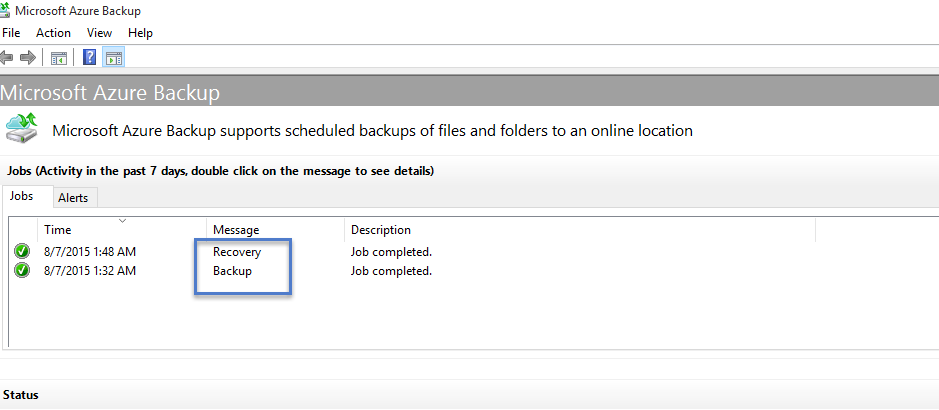 Microsoft Azure Backup
File Action View Help
?
Microsoft Azure Backup
Microsoft Azure Backup supports scheduled backups of files and folders to an online location
Jobs (Activity in the past 7 days, double click on the message to see details)
Jobs Alerts
Time Message Description
8/7/2015 1:48 AM Recovery Job completed.
8/7/2015 1:32 AM Backup Job completed.
Status